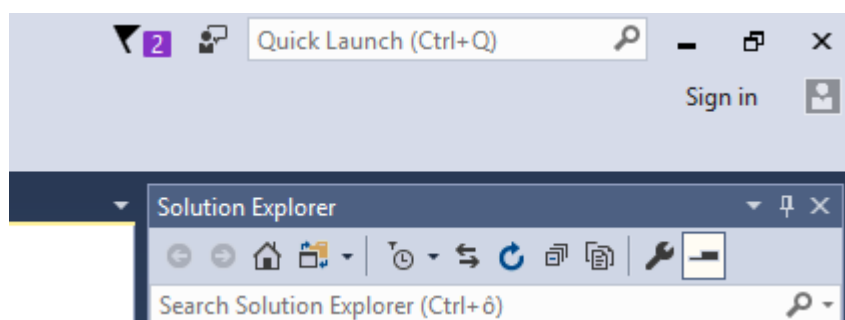 2
Quick Launch (Ctrl+Q)
Sign in
Solution Explorer
Search Solution Explorer (Ctrl+ô)